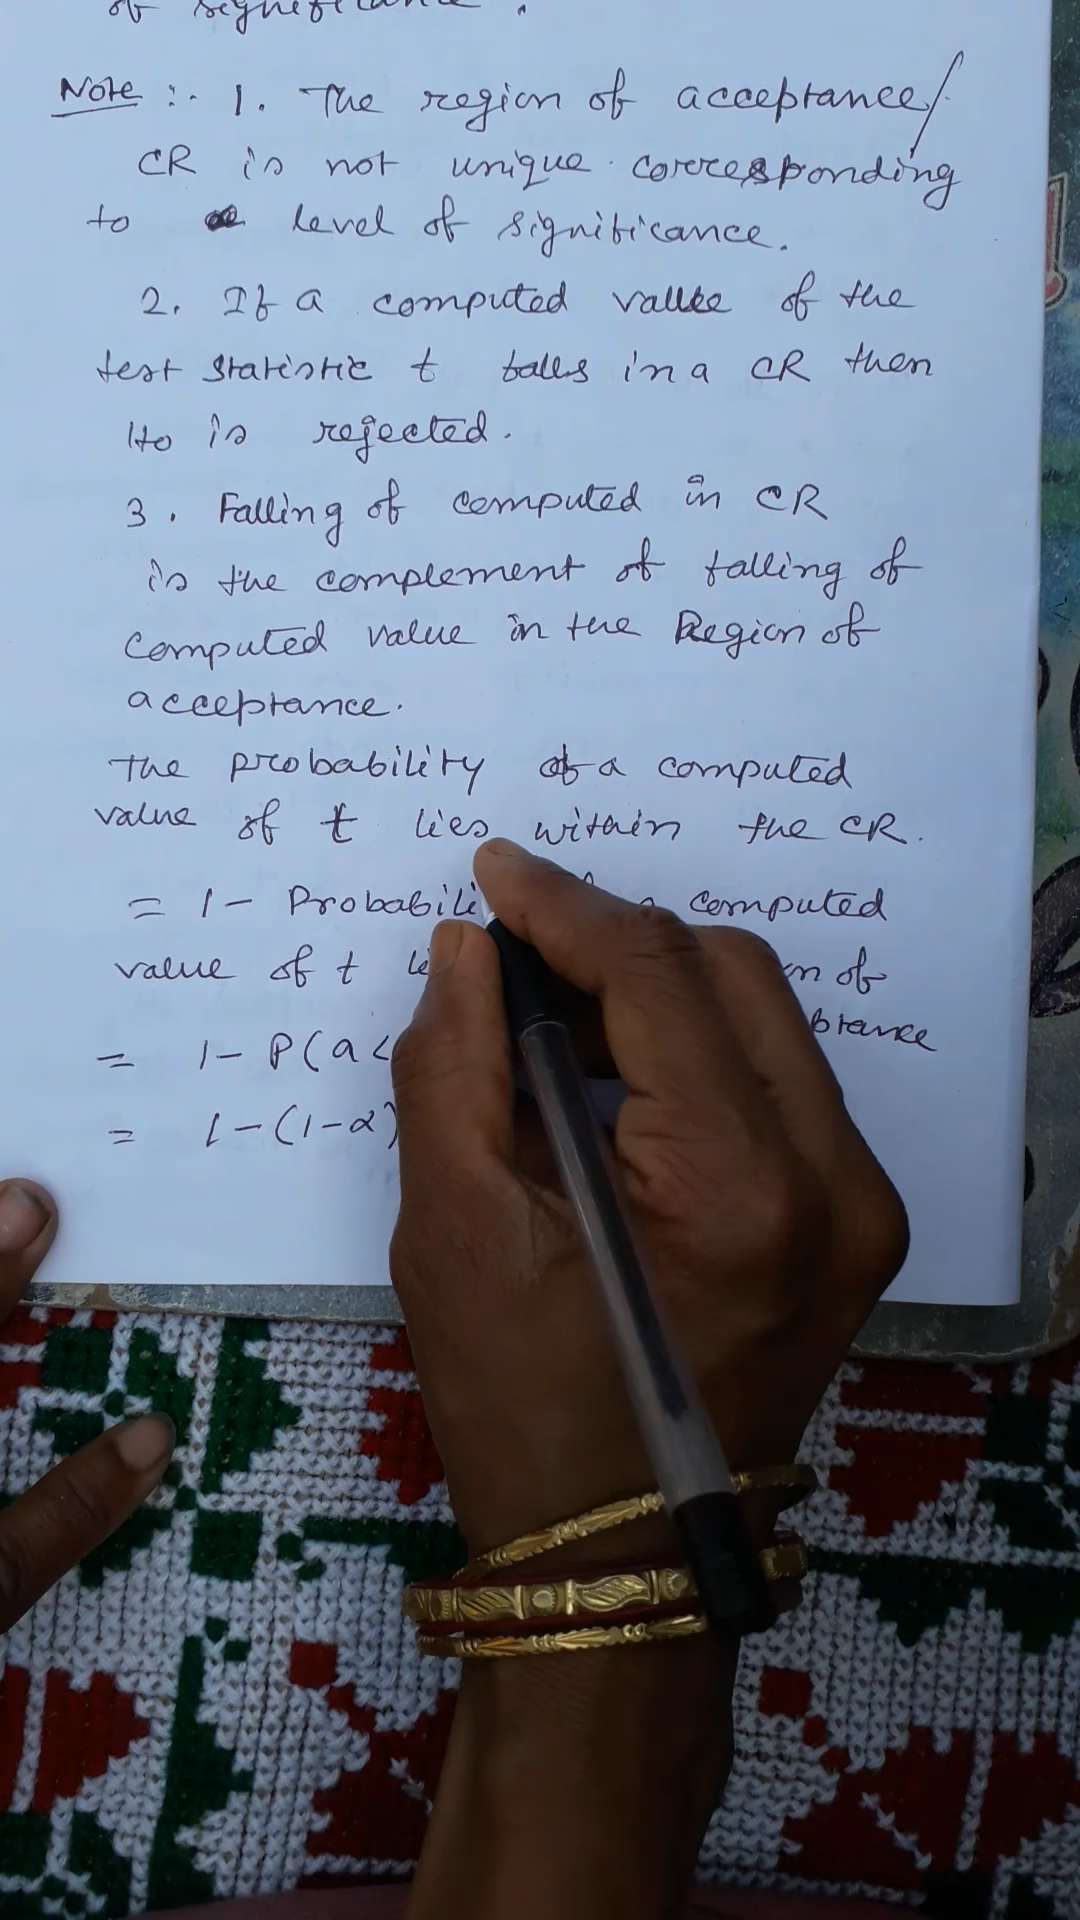 of significance.
Note :- 1. The region of acceptance/
CR is not unique corresponding
to level of significance.
2. If a computed value of the
test statistic t falls in a CR then
Ho is rejected.
3. Falling of computed in CR
is the complement of falling of
computed value in the Region of
acceptance.
The probability of a computed
value of t lies within the CR.
= 1 - Probabili a computed
value of t of
= 1 - P(a <
= 1 - (1-α)